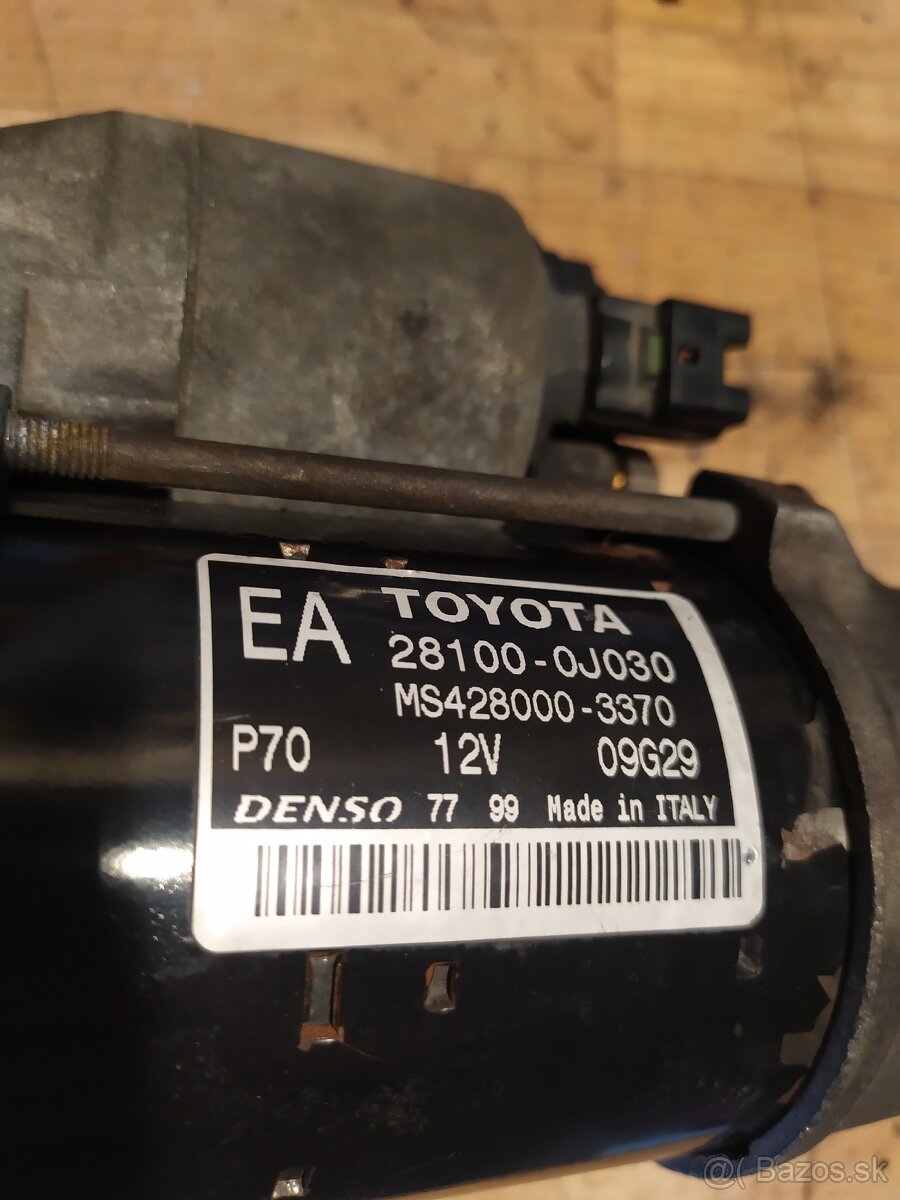 EA TOYOTA
28100-0J030
MS428000-3370
P70 12V 09G29
DENSO 77 99 Made in ITALY
@( Bazos.sk